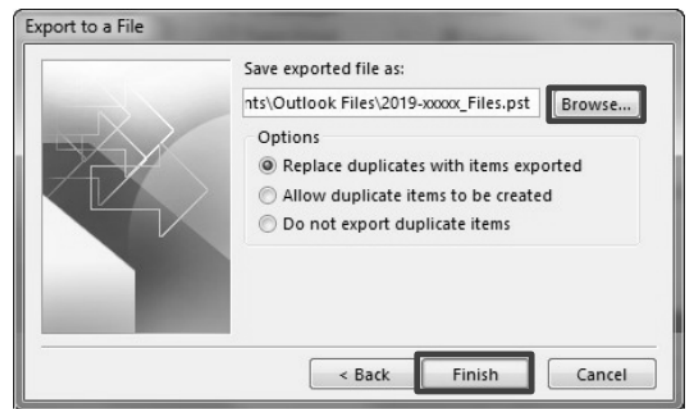 Export to a File
Save exported file as:
nts\Outlook Files\2019-xxxxx_Files.pst
Browse...
Options
Replace duplicates with items exported
Allow duplicate items to be created
Do not export duplicate items
< Back
Finish
Cancel